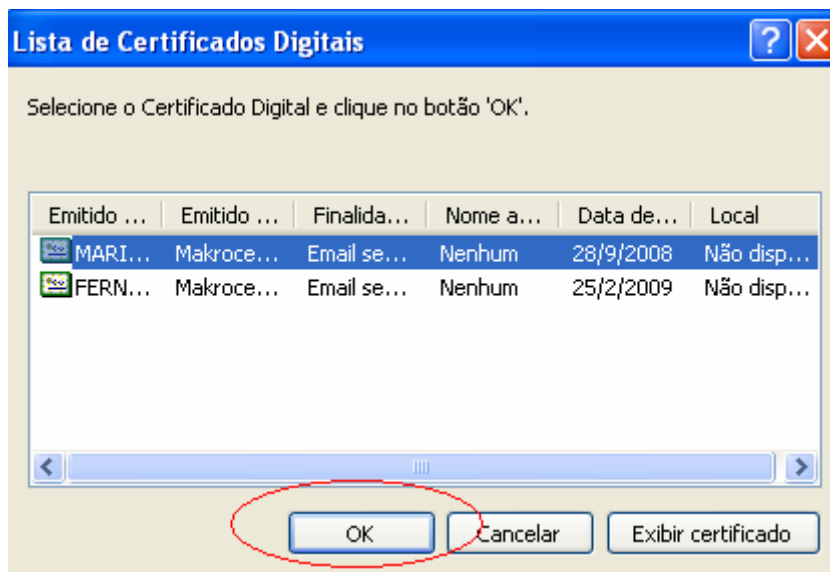 Lista de Certificados Digitais
Selecione o Certificado Digital e clique no botão 'OK'.
Emitido ... Emitido ... Finalida... Nome a... Data de... Local
MARI... Makroce... Email se... Nenhum 28/9/2008 Não disp...
FERN... Makroce... Email se... Nenhum 25/2/2009 Não disp...
OK Cancelar Exibir certificado